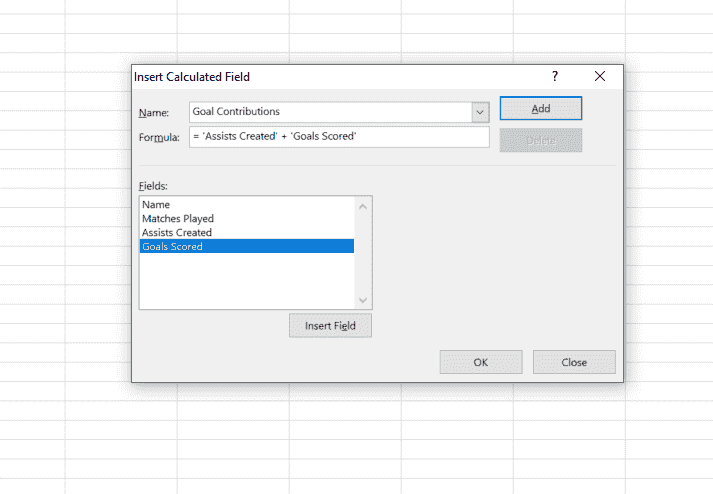 Insert Calculated Field
?
Name: Goal Contributions Add
Formula: = 'Assists Created' + 'Goals Scored' Delete
Fields:
Name
Matches Played
Assists Created
Goals Scored
Insert Field
OK Close